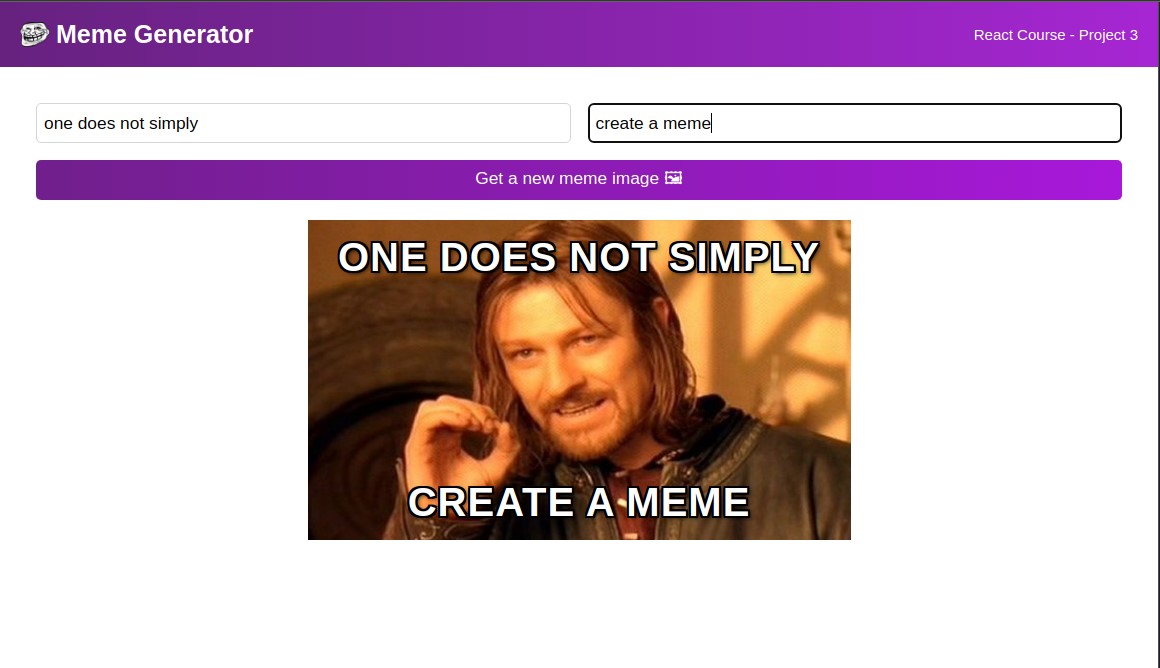 Meme Generator
React Course - Project 3
one does not simply
create a meme
Get a new meme image 🖼
ONE DOES NOT SIMPLY
CREATE A MEME